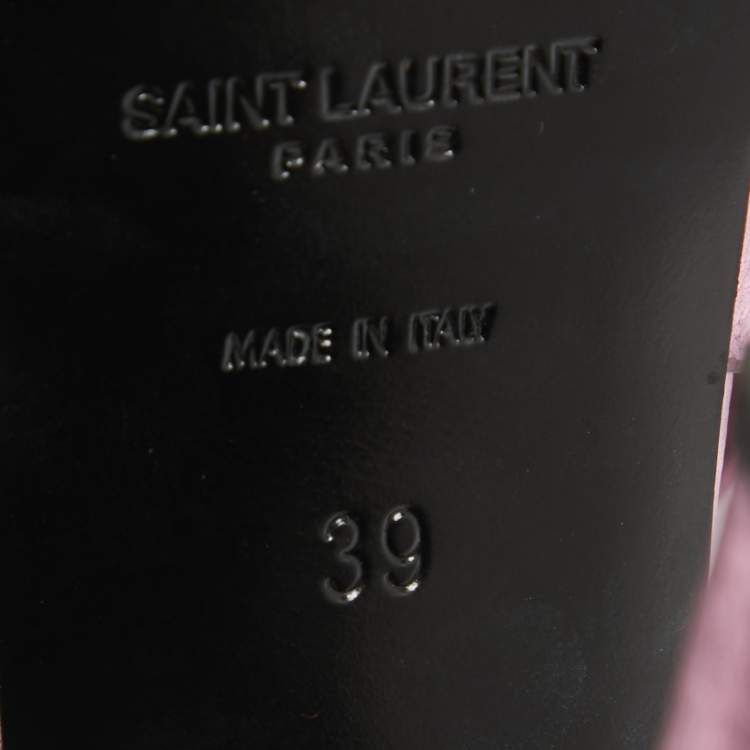 SAINT LAURENT
PARIS
MADE IN ITALY
39